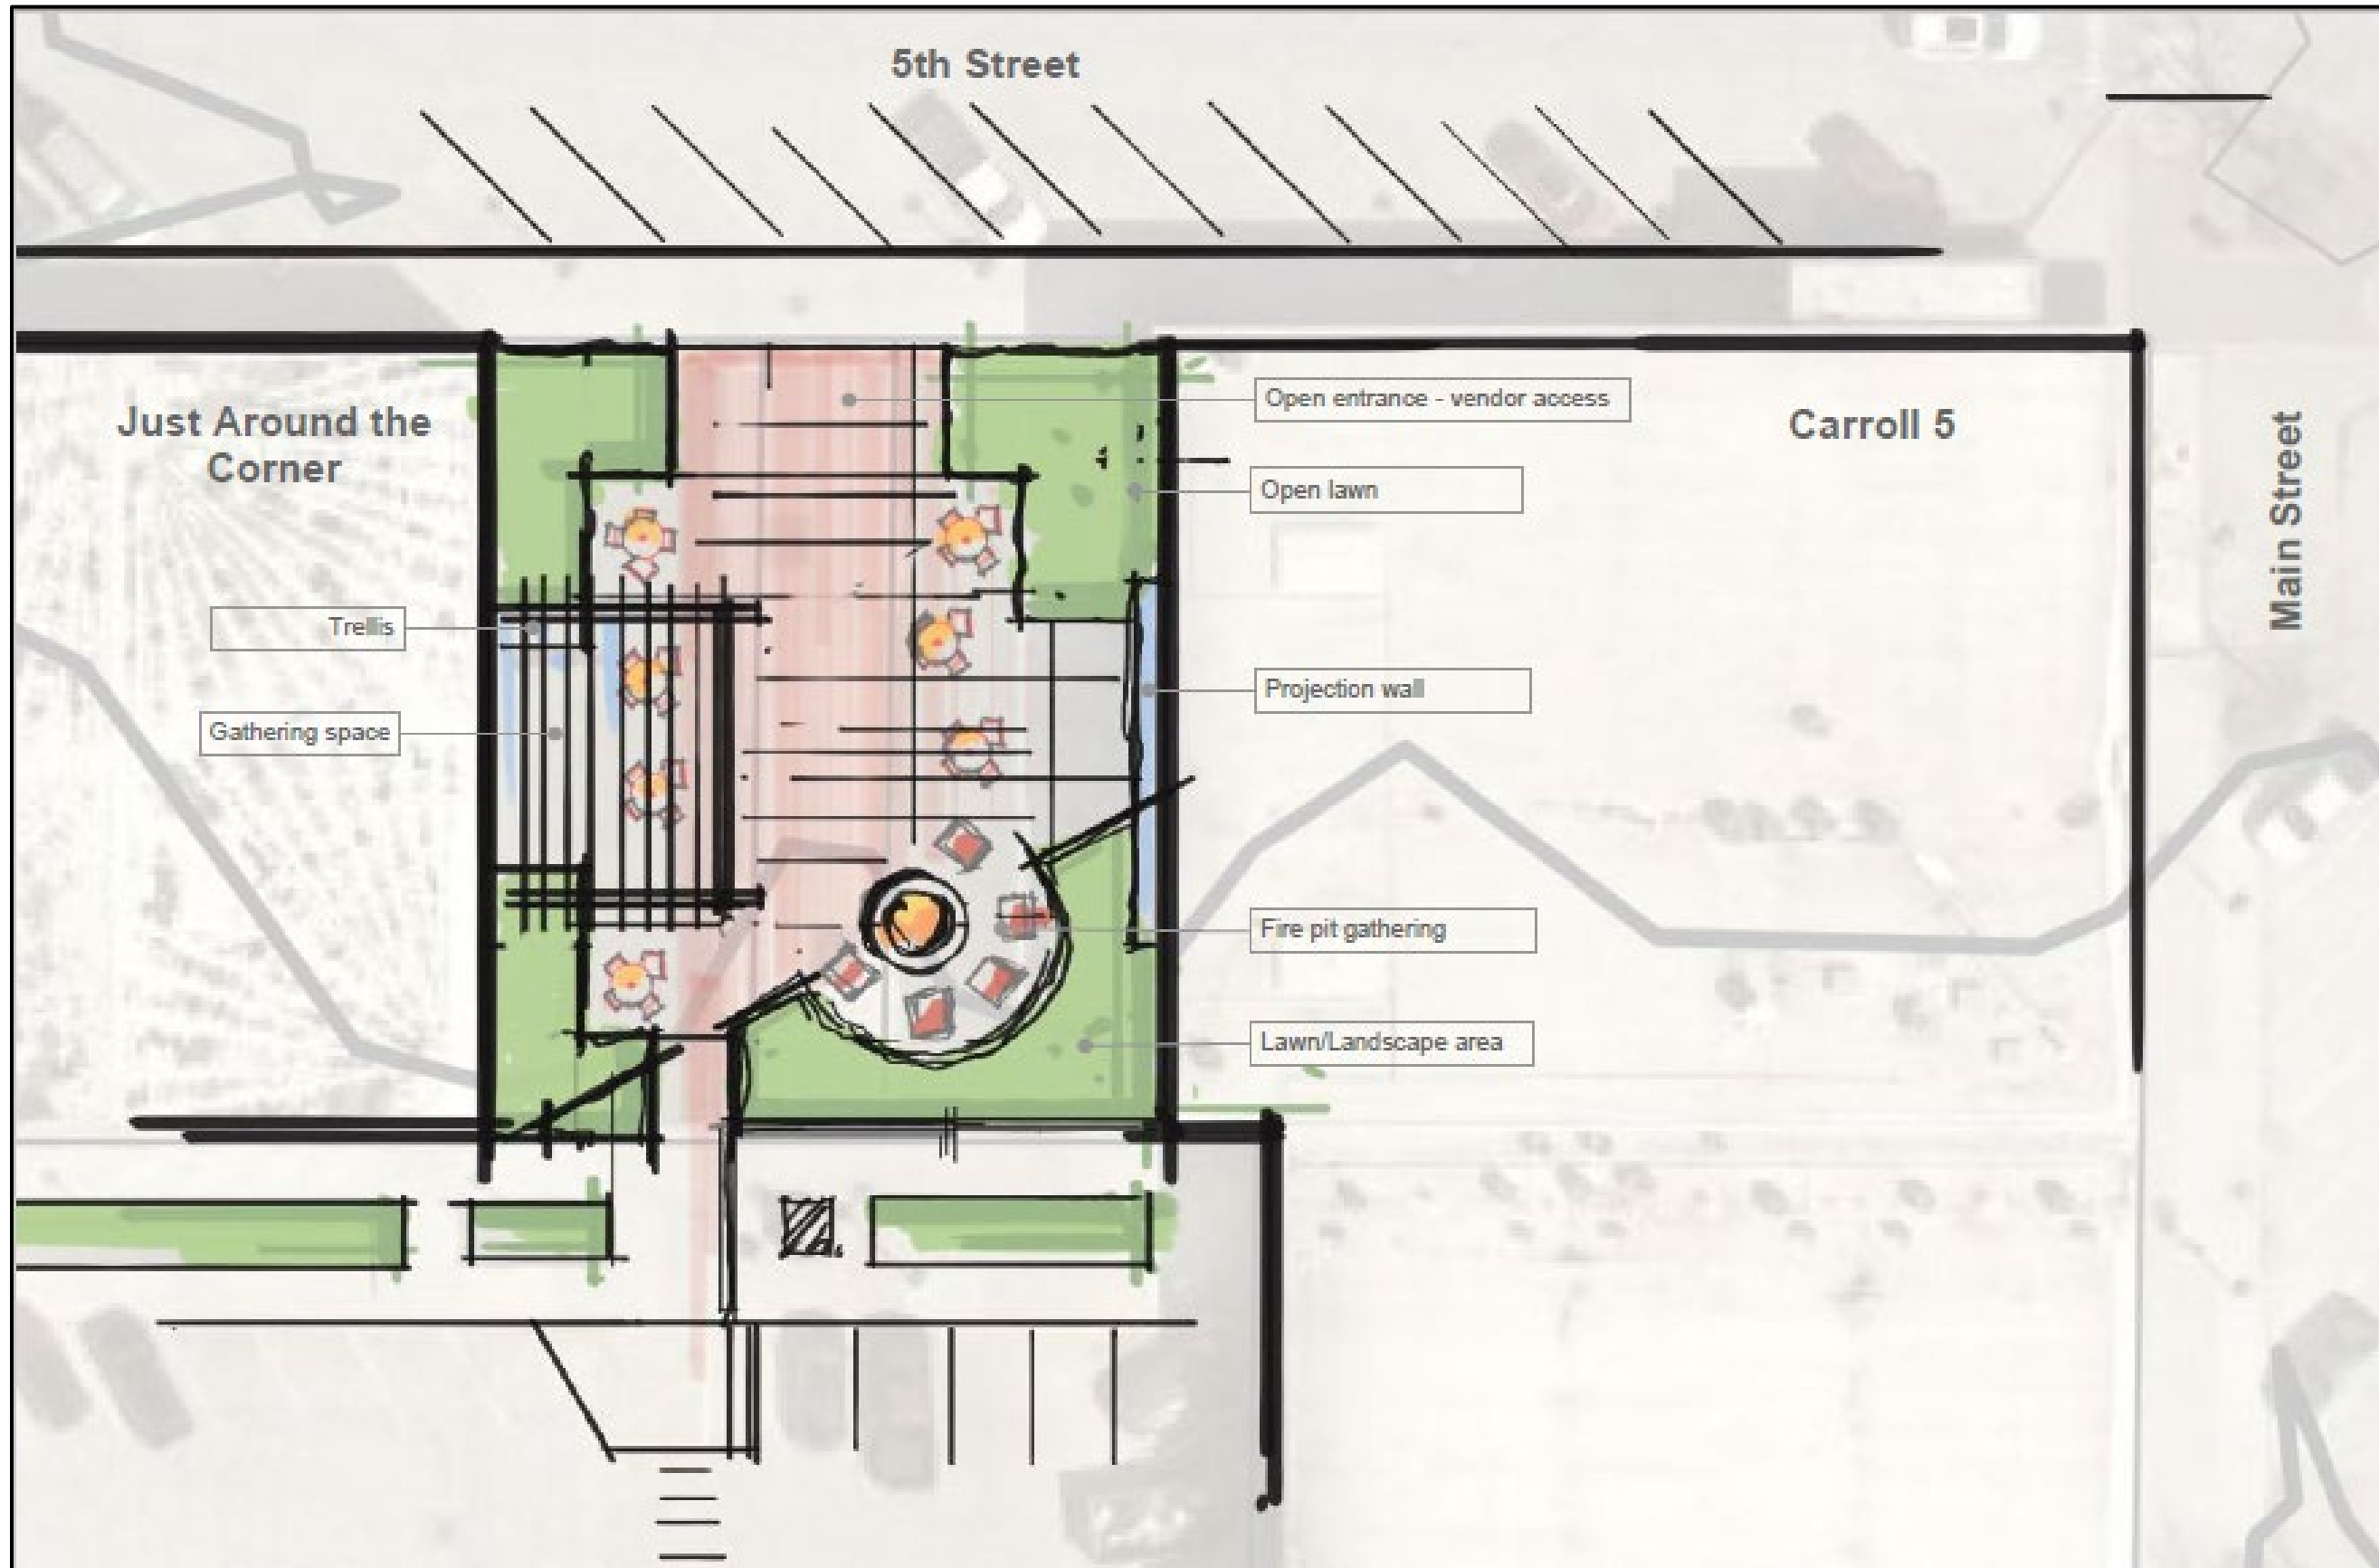 5th Street
Just Around the
Corner
Open entrance - vendor access
Carroll 5
Main Street
Open lawn
Trellis
Projection wall
Gathering space
Fire pit gathering
Lawn/Landscape area